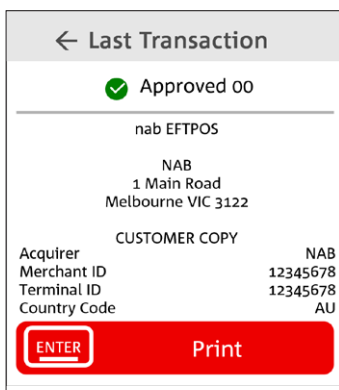 ← Last Transaction
Approved 00
nab EFTPOS
NAB
1 Main Road
Melbourne VIC 3122
CUSTOMER COPY
Acquirer NAB
Merchant ID 12345678
Terminal ID 12345678
Country Code AU
ENTER Print